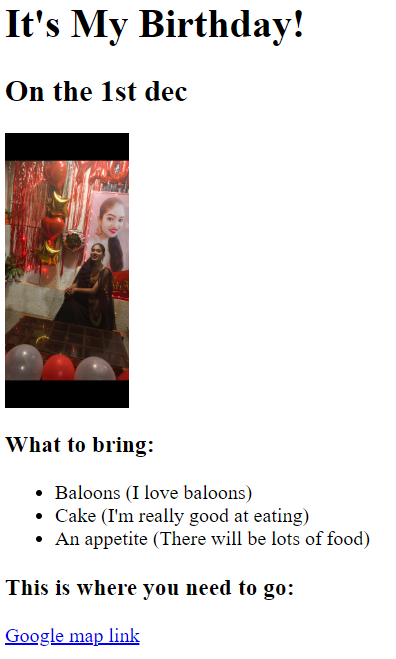 It's My Birthday!
On the 1st dec
What to bring:
Baloons (I love baloons)
Cake (I'm really good at eating)
An appetite (There will be lots of food)
This is where you need to go:
Google map link